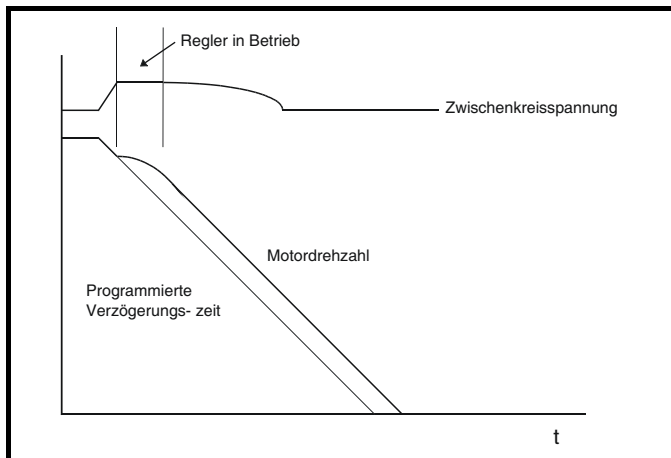 Regler in Betrieb
Zwischenkreisspannung
Motordrehzahl
Programmierte
Verzögerungs- zeit
t